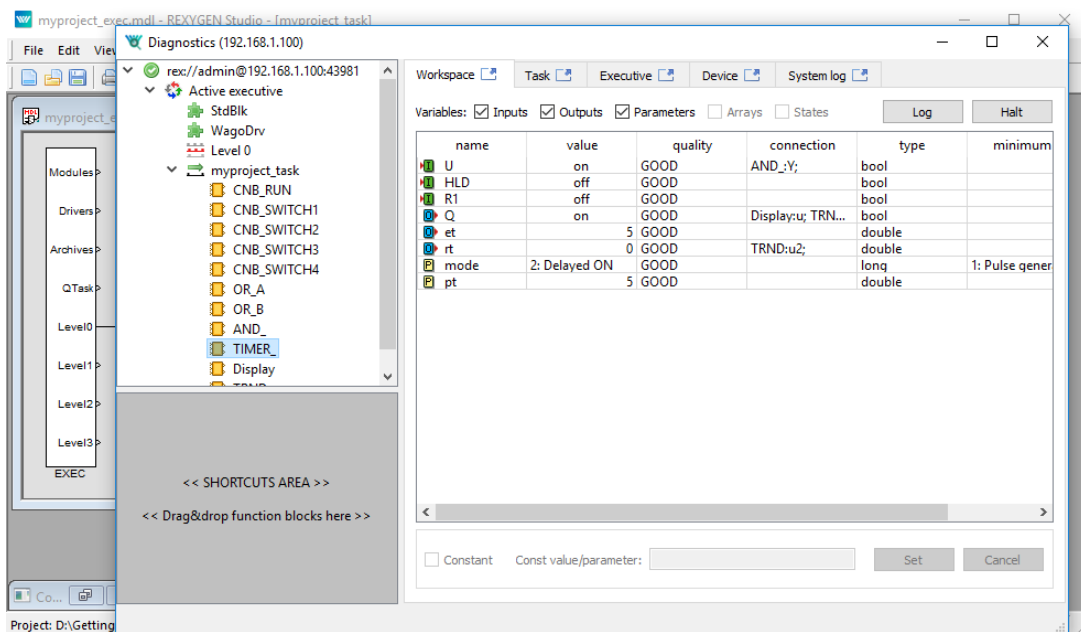 myproject_exec.mdl - REXYGEN Studio - [myproject_task]
File Edit View
Diagnostics (192.168.1.100)
rex://admin@192.168.1.100:43981
Active executive
StdBlk
WagoDrv
Level 0
myproject_task
CNB_RUN
CNB_SWITCH1
CNB_SWITCH2
CNB_SWITCH3
CNB_SWITCH4
OR_A
OR_B
AND_
TIMER_
Display
TRND
<< SHORTCUTS AREA >>
<< Drag&drop function blocks here >>
Workspace Task Executive Device System log
Variables: Inputs Outputs Parameters Arrays States Log Halt
name value quality connection type minimum
I U on GOOD AND_:Y; bool
I HLD off GOOD bool
I R1 off GOOD bool
O Q on GOOD Display:u; TRN... bool
O et 5 GOOD double
O rt 0 GOOD TRND:u2; double
P mode 2: Delayed ON GOOD long 1: Pulse gener
P pt 5 GOOD double
Constant Const value/parameter: Set Cancel
MDL myproject_e
Modules
Drivers
Archives
QTask
Level0
Level1
Level2
Level3
EXEC
Co...
Project: D:\Getting